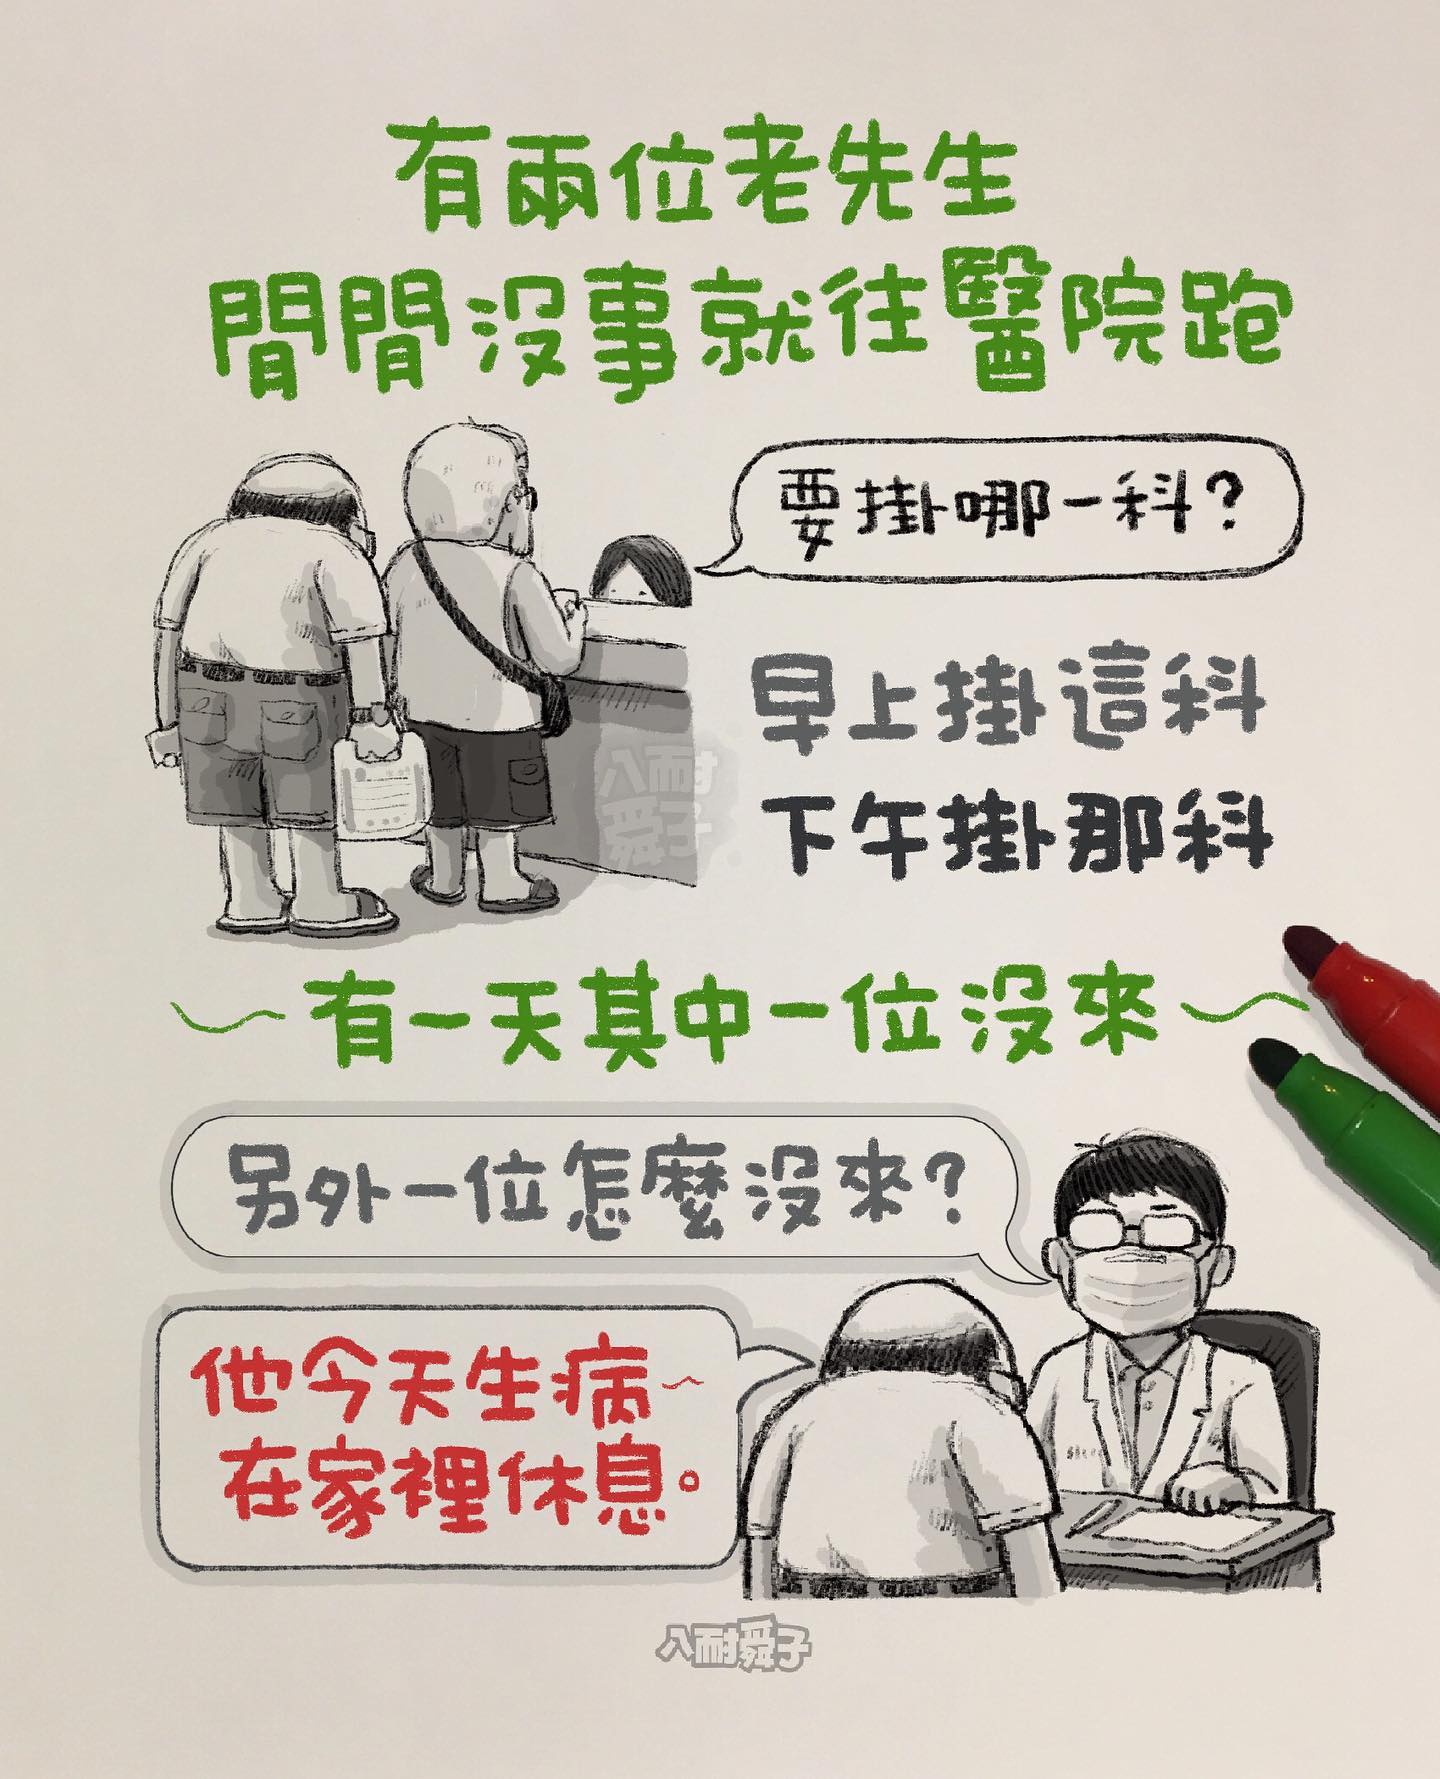 有兩位老先生
閒閒沒事就往醫院跑
要掛哪一科?
早上掛這科
下午掛那科
八耐
舜子
~有一天其中一位沒來~
另外一位怎麼沒來?
他今天生病~
在家裡休息。
八耐舜子